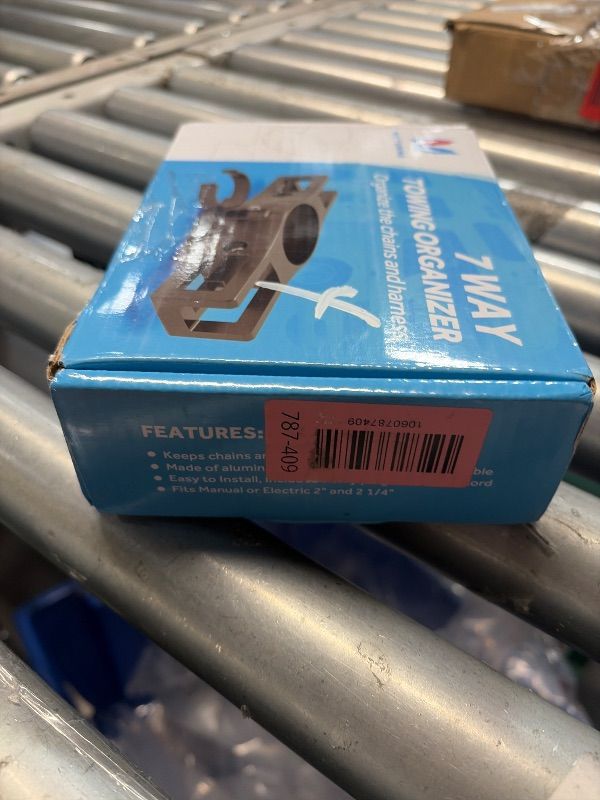 7 WAY
TOWING ORGANIZER
Organize the chains and harness
FEATURES:
• Keeps chains
• Made of
• Easy to Install,
• Fits Manual or Electric 2" and 2 1/4"
787-409
1060787409